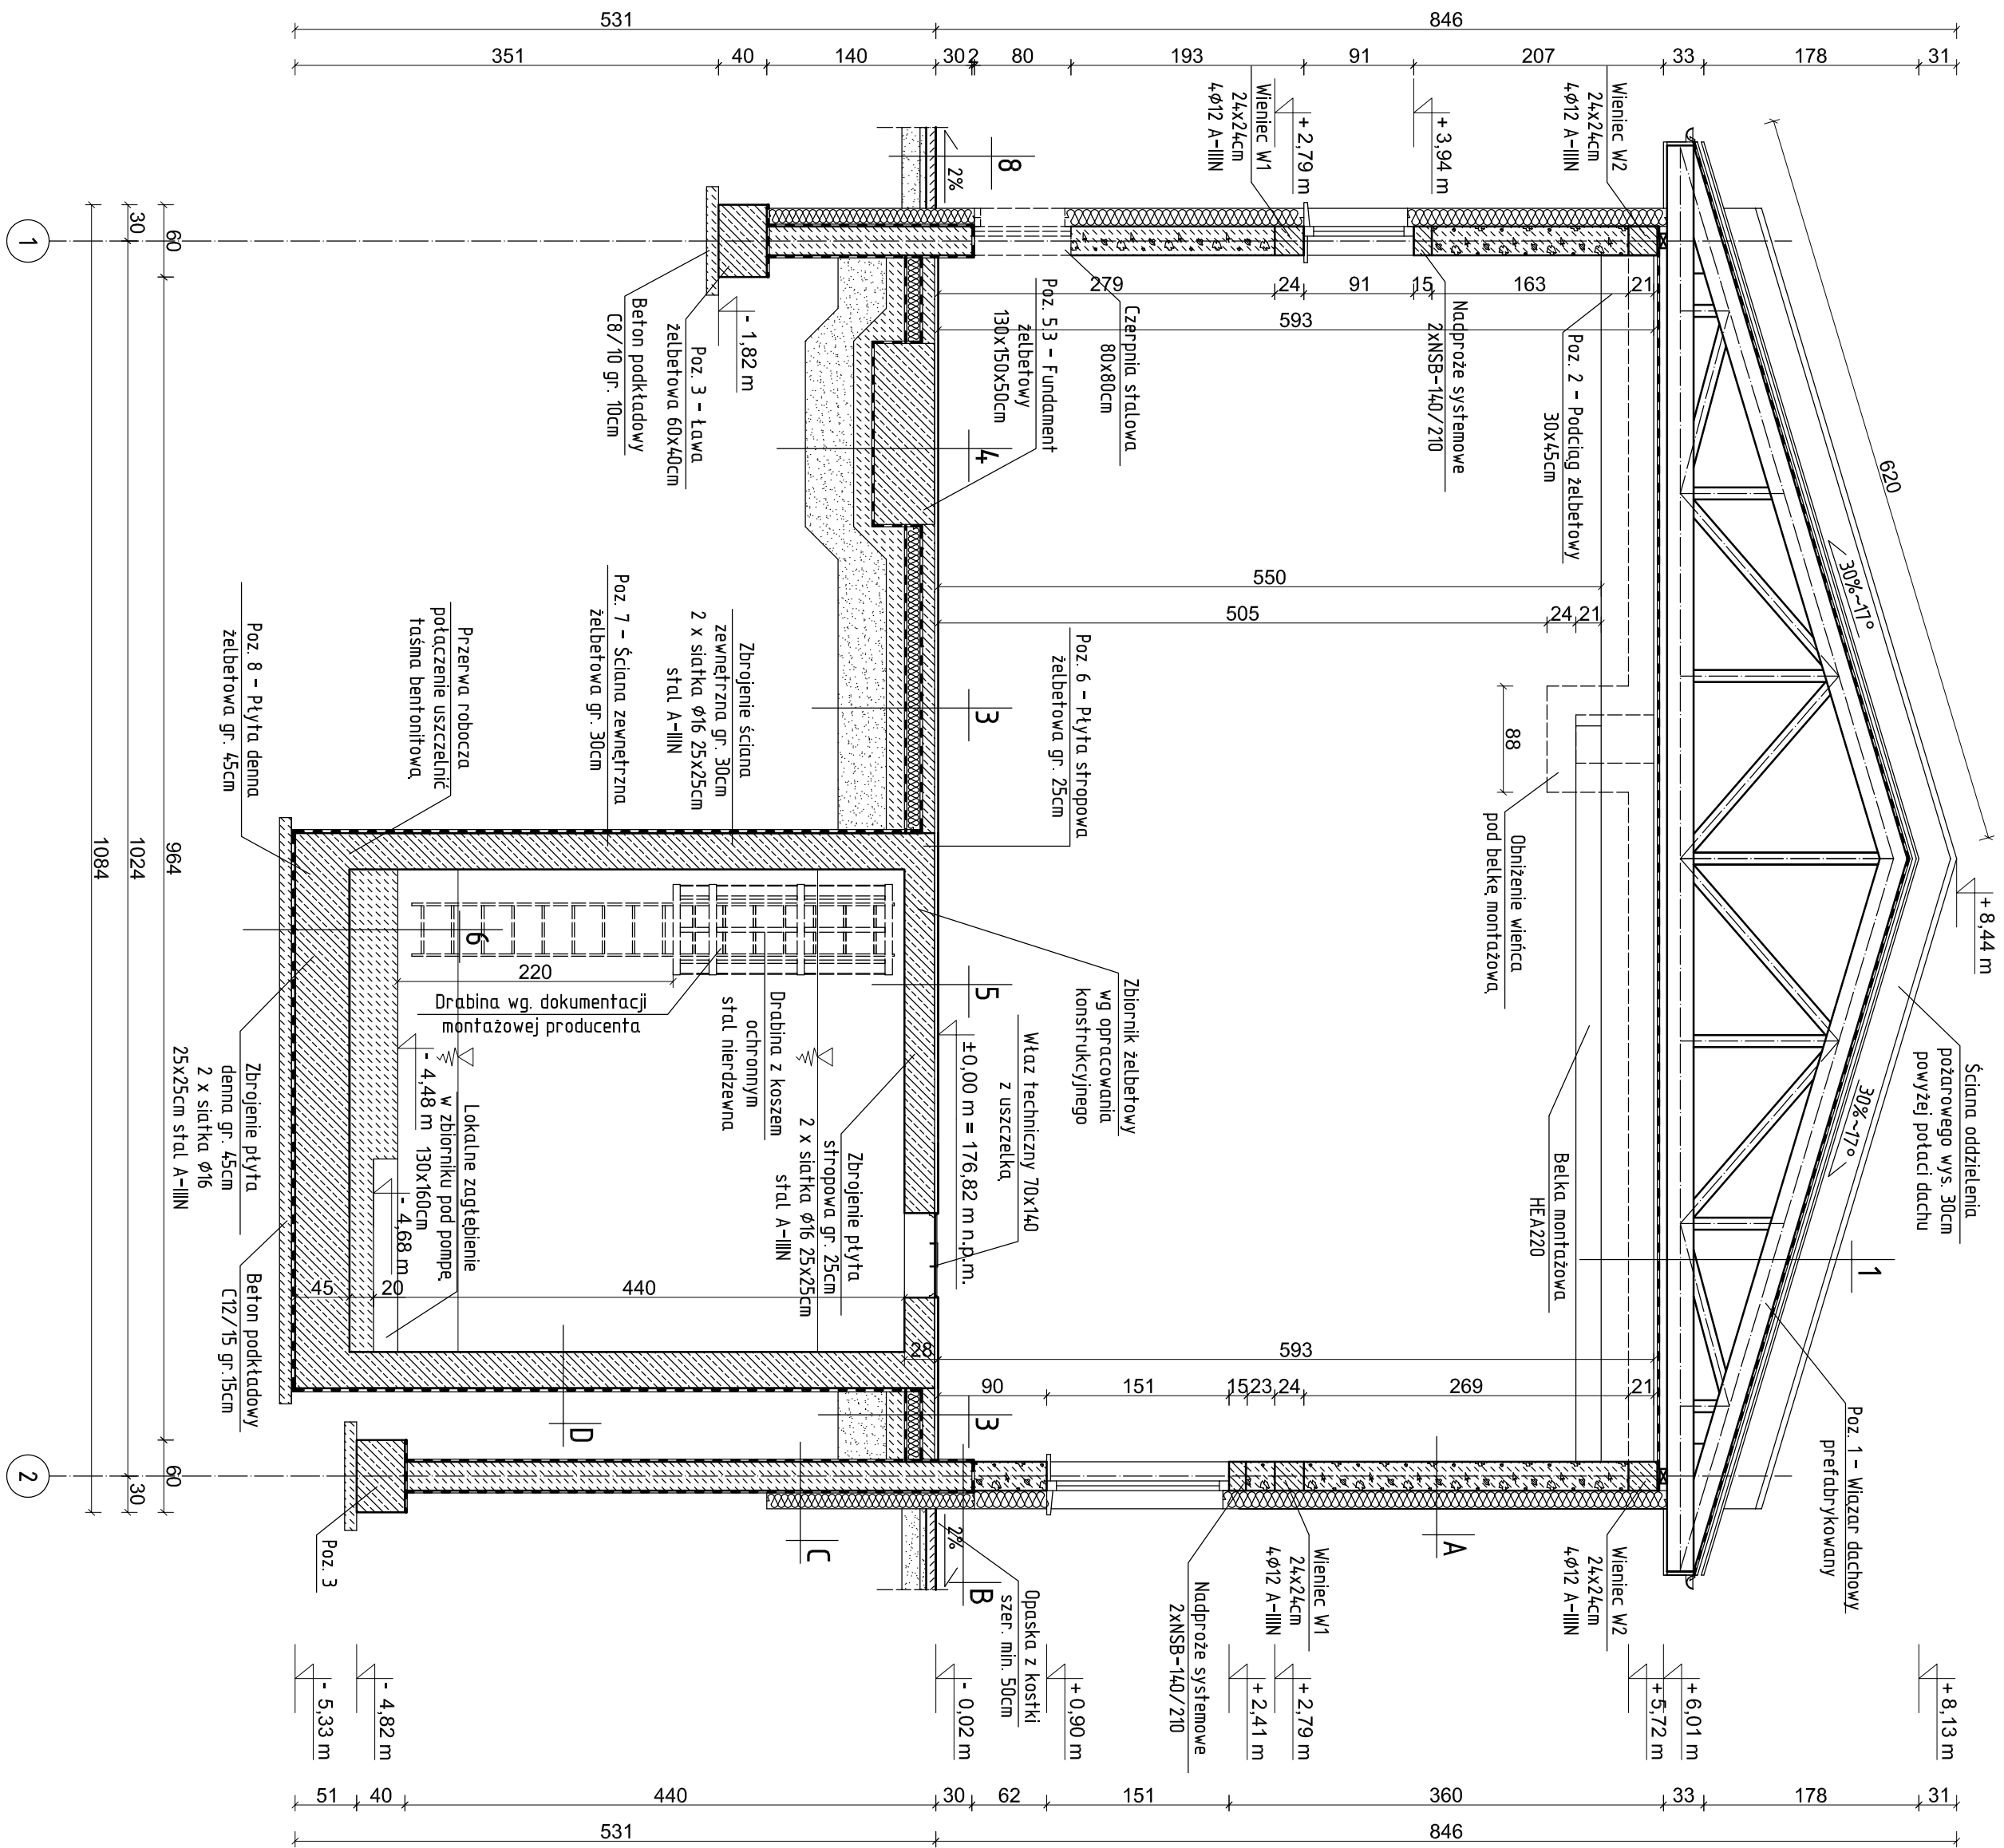 531
846
351
40
140
30
2
80
193
91
207
33
178
31
Wieniec W1
24x24cm
4Ø12 A-IIIN
+ 2,79 m
+ 3,94 m
Wieniec W2
24x24cm
4Ø12 A-IIIN
8
2%
620
30%~17°
30%~17°
+ 8,44 m
Ściana oddzielenia
pożarowego wys. 30cm
powyżej połaci dachu
1
Poz. 1 - Wiązar dachowy
prefabrykowany
279
24
91
15
163
21
593
Nadproże systemowe
2xNSB-140/210
Poz. 2 - Podciąg żelbetowy
30x45cm
Czerpnia stalowa
80x80cm
Poz. 5.3 - Fundament
żelbetowy
130x150x50cm
- 1,82 m
Poz. 3 - Ława
żelbetowa 60x40cm
Beton podkładowy
C8/10 gr. 10cm
4
550
505
24
21
88
Obniżenie wieńca
pod belkę montażową
Belka montażowa
HEA220
Poz. 6 - Płyta stropowa
żelbetowa gr. 25cm
3
Zbrojenie ściana
zewnętrzna gr. 30cm
2 x siatka Ø16 25x25cm
stal A-IIIN
Poz. 7 - Ściana zewnętrzna
żelbetowa gr. 30cm
Przerwa robocza
połączenie uszczelnić
taśmą bentonitową
Poz. 8 - Płyta denna
żelbetowa gr. 45cm
Zbiornik żelbetowy
wg opracowania
konstrukcyjnego
5
6
220
Drabina wg. dokumentacji
montażowej producenta
Drabina z koszem
ochronnym
stal nierdzewna
Właz techniczny 70x140
z uszczelką
±0,00 m = 176,82 m n.p.m.
Zbrojenie płyta
stropowa gr. 25cm
2 x siatka Ø16 25x25cm
stal A-IIIN
- 4,48 m
Lokalne zagłębienie
w zbiorniku pod pompę
130x160cm
- 4,68 m
Zbrojenie płyta
denna gr. 45cm
2 x siatka Ø16
25x25cm stal A-IIIN
Beton podkładowy
C12/15 gr.15cm
45
20
440
28
593
90
151
15
23
24
269
21
3
D
C
B
A
2%
Opaska z kostki
szer. min. 50cm
Nadproże systemowe
2xNSB-140/210
Wieniec W1
24x24cm
4Ø12 A-IIIN
Wieniec W2
24x24cm
4Ø12 A-IIIN
Poz. 3
- 5,33 m
- 4,82 m
- 0,02 m
+ 0,90 m
+ 2,41 m
+ 2,79 m
+ 5,72 m
+ 6,01 m
+ 8,13 m
51
40
440
30
62
151
360
33
178
31
531
846
60
964
60
30
1024
30
1084
1
2